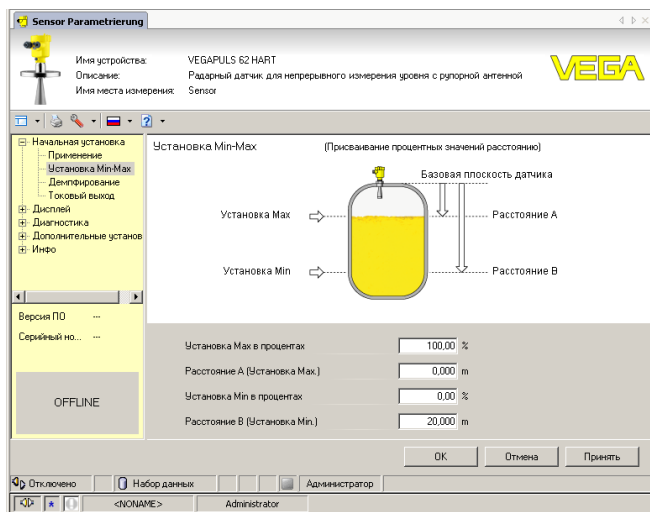 Sensor Parametrierung
Имя устройства: VEGAPULS 62 HART
Описание: Радарный датчик для непрерывного измерения уровня с рупорной антенной
Имя места измерения: Sensor
VEGA
Начальная установка
Применение
Установка Min-Max
Демпфирование
Токовый выход
Дисплей
Диагностика
Дополнительные установ
Инфо
Версия ПО ---
Серийный но... ---
OFFLINE
Установка Min-Max (Присваивание процентных значений расстоянию)
Базовая плоскость датчика
Установка Max
Расстояние A
Установка Min
Расстояние B
Установка Max в процентах 100,00 %
Расстояние A (Установка Max.) 0,000 m
Установка Min в процентах 0,00 %
Расстояние B (Установка Min.) 20,000 m
OK Отмена Принять
Отключено Набор данных Администратор
<NONAME> Administrator